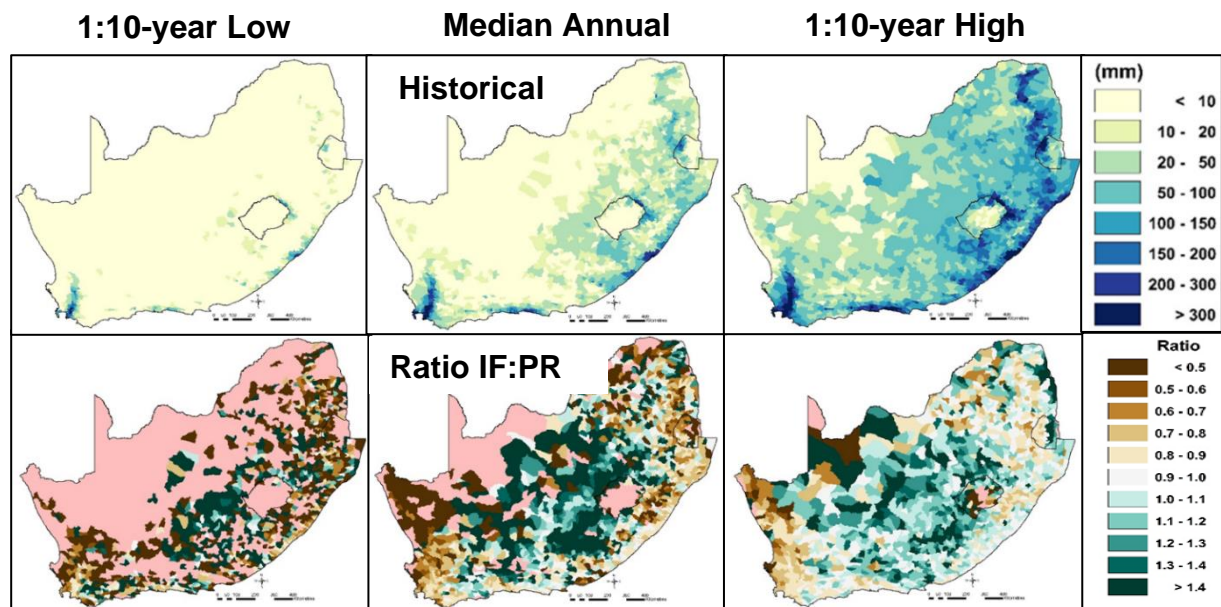 1:10-year Low
Median Annual
1:10-year High
Historical
(mm)
< 10
10 - 20
20 - 50
50 - 100
100 - 150
150 - 200
200 - 300
> 300
Ratio IF:PR
Ratio
< 0.5
0.5 - 0.6
0.6 - 0.7
0.7 - 0.8
0.8 - 0.9
0.9 - 1.0
1.0 - 1.1
1.1 - 1.2
1.2 - 1.3
1.3 - 1.4
> 1.4